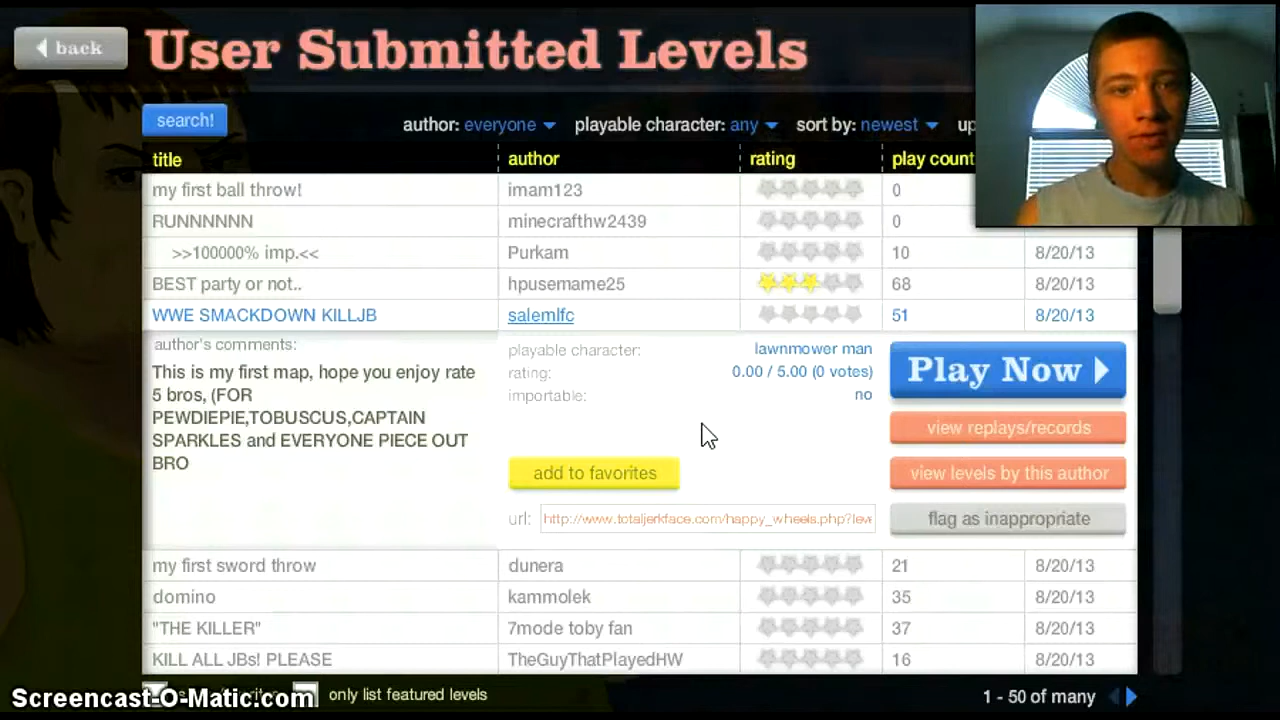 back
User Submitted Levels
search!
author: everyone playable character: any sort by: newest up
title author rating play count
my first ball throw! imam123 0
RUNNNNNN minecrafthw2439 0
>>100000% imp.<< Purkam 10 8/20/13
BEST party or not.. hpusername25 68 8/20/13
WWE SMACKDOWN KILLJB salemlfc 51 8/20/13
author's comments:
This is my first map, hope you enjoy rate
5 bros, (FOR
PEWDIEPIE,TOBUSCUS,CAPTAIN
SPARKLES and EVERYONE PIECE OUT
BRO
playable character: lawnmower man
rating: 0.00 / 5.00 (0 votes)
importable: no
add to favorites
url: http://www.totaljerkface.com/happy_wheels.php?leve
Play Now
view replays/records
view levels by this author
flag as inappropriate
my first sword throw dunera 21 8/20/13
domino kammolek 35 8/20/13
"THE KILLER" 7mode toby fan 37 8/20/13
KILL ALL JBs! PLEASE TheGuyThatPlayedHW 16 8/20/13
Screencast-O-Matic.com only list featured levels 1 - 50 of many